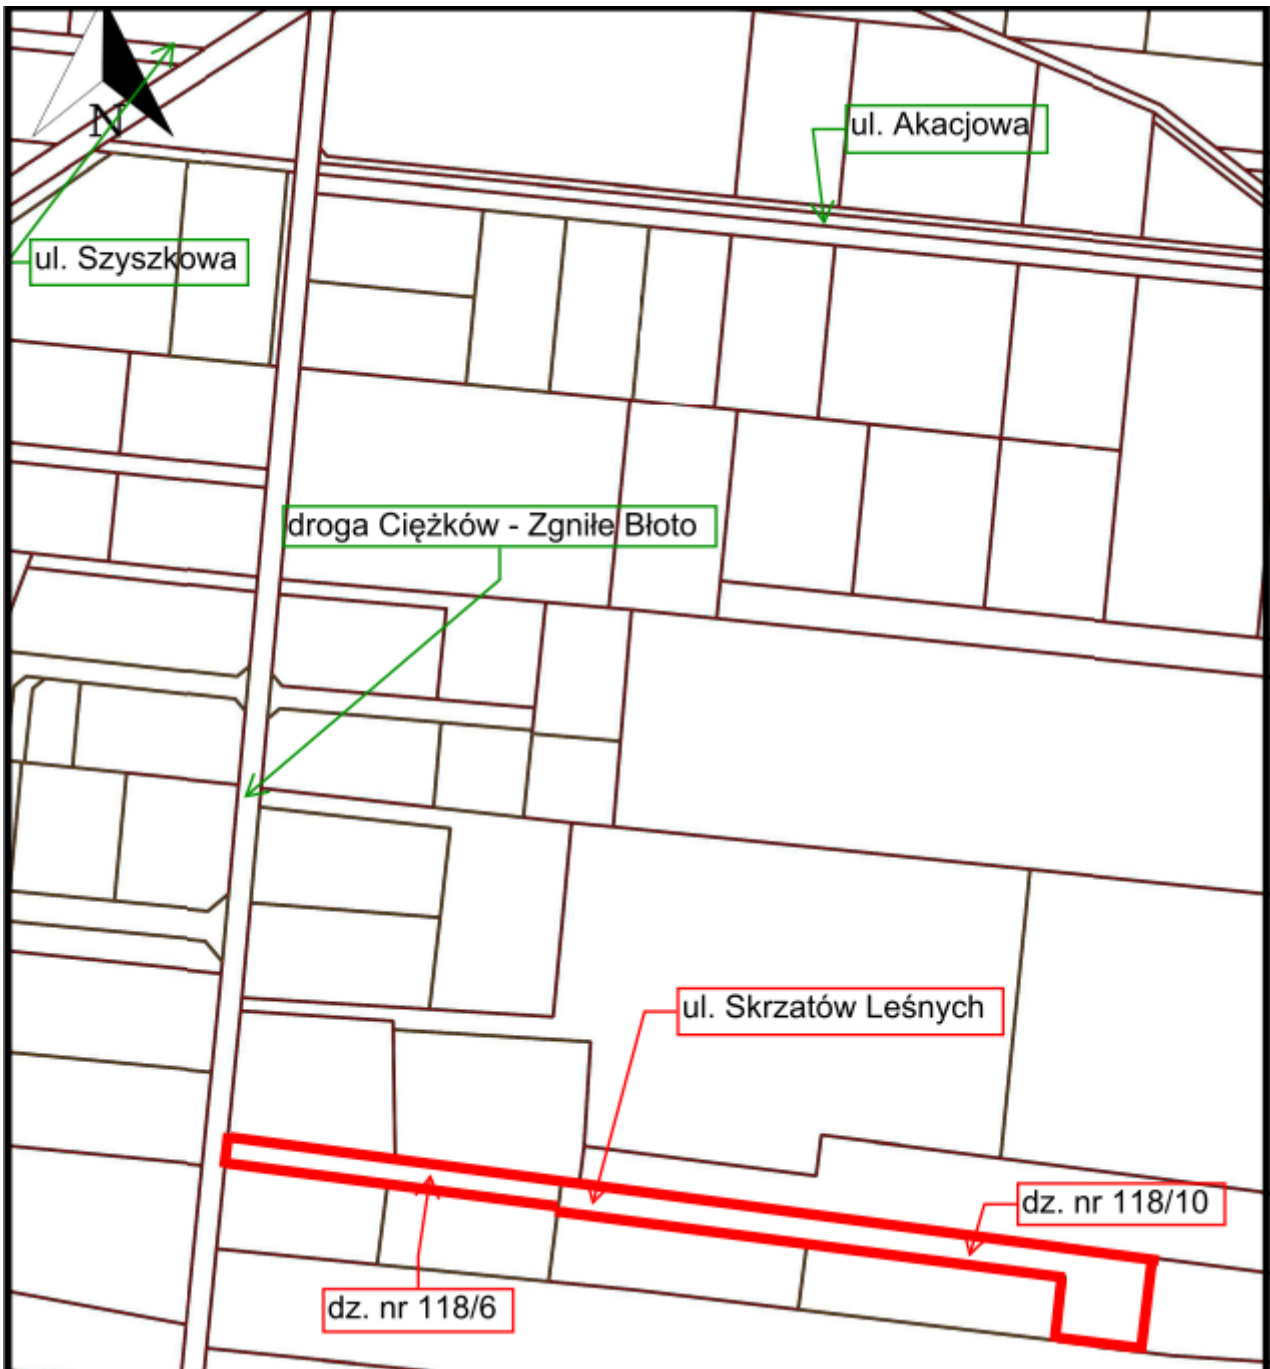 N
ul. Akacjowa
ul. Szyszkowa
droga Ciężków - Zgniłe Błoto
ul. Skrzatów Leśnych
dz. nr 118/10
dz. nr 118/6